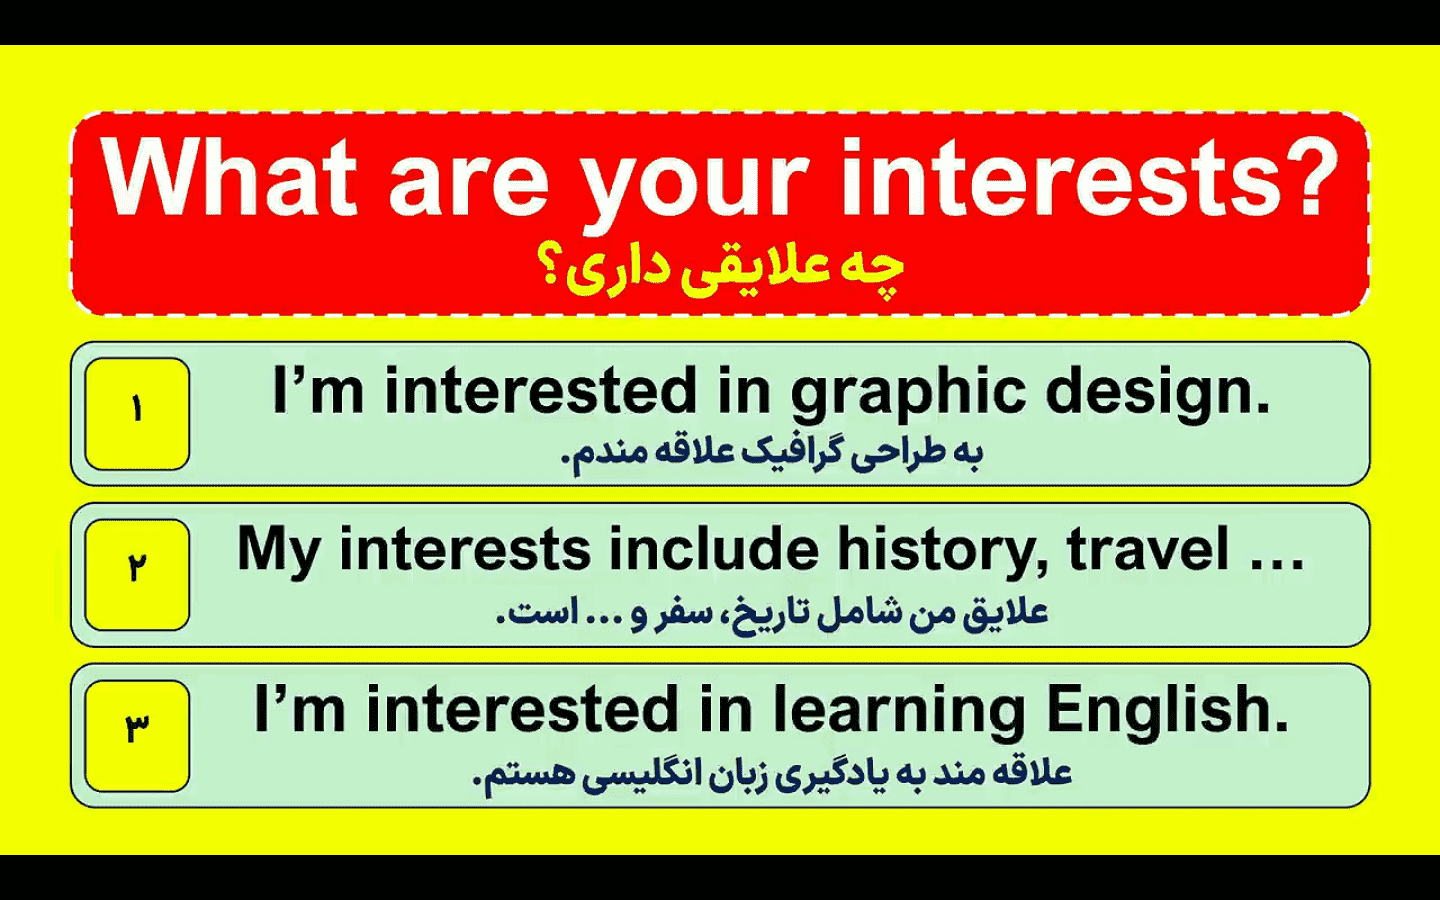 What are your interests?
چه علایقی داری؟
۱
I’m interested in graphic design.
به طراحی گرافیک علاقه مندم.
۲
My interests include history, travel …
علایق من شامل تاریخ، سفر و ... است.
۳
I’m interested in learning English.
علاقه مند به یادگیری زبان انگلیسی هستم.